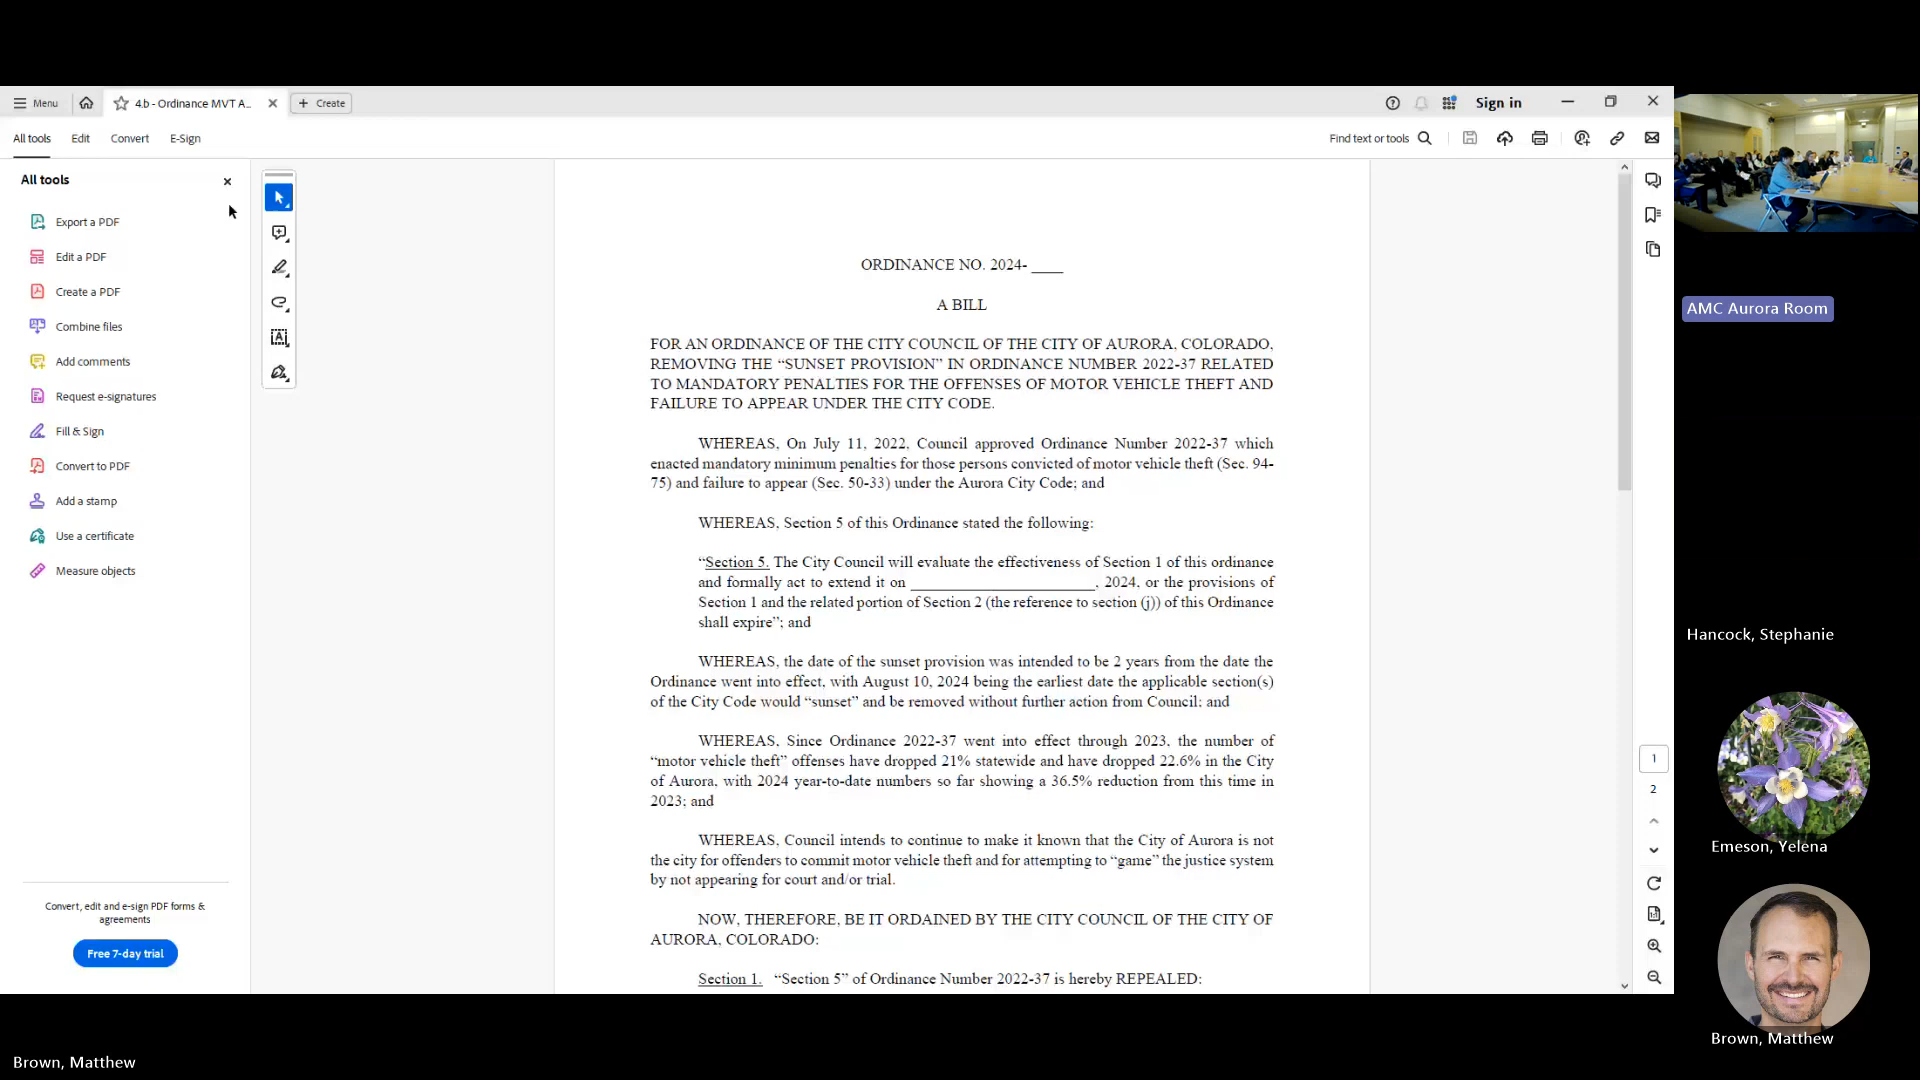 Menu
4.b - Ordinance MVT A...
Create
Sign in
All tools
Edit
Convert
E-Sign
Find text or tools
All tools
Export a PDF
Edit a PDF
Create a PDF
Combine files
Add comments
Request e-signatures
Fill & Sign
Convert to PDF
Add a stamp
Use a certificate
Measure objects
Convert, edit and e-sign PDF forms &
agreements
Free 7-day trial
ORDINANCE NO. 2024- ____
A BILL
FOR AN ORDINANCE OF THE CITY COUNCIL OF THE CITY OF AURORA, COLORADO,
REMOVING THE “SUNSET PROVISION” IN ORDINANCE NUMBER 2022-37 RELATED
TO MANDATORY PENALTIES FOR THE OFFENSES OF MOTOR VEHICLE THEFT AND
FAILURE TO APPEAR UNDER THE CITY CODE.
WHEREAS, On July 11, 2022, Council approved Ordinance Number 2022-37 which
enacted mandatory minimum penalties for those persons convicted of motor vehicle theft (Sec. 94-
75) and failure to appear (Sec. 50-33) under the Aurora City Code; and
WHEREAS, Section 5 of this Ordinance stated the following:
“Section 5. The City Council will evaluate the effectiveness of Section 1 of this ordinance
and formally act to extend it on ______________________, 2024, or the provisions of
Section 1 and the related portion of Section 2 (the reference to section (j)) of this Ordinance
shall expire”; and
WHEREAS, the date of the sunset provision was intended to be 2 years from the date the
Ordinance went into effect, with August 10, 2024 being the earliest date the applicable section(s)
of the City Code would “sunset” and be removed without further action from Council; and
WHEREAS, Since Ordinance 2022-37 went into effect through 2023, the number of
“motor vehicle theft” offenses have dropped 21% statewide and have dropped 22.6% in the City
of Aurora, with 2024 year-to-date numbers so far showing a 36.5% reduction from this time in
2023; and
WHEREAS, Council intends to continue to make it known that the City of Aurora is not
the city for offenders to commit motor vehicle theft and for attempting to “game” the justice system
by not appearing for court and/or trial.
NOW, THEREFORE, BE IT ORDAINED BY THE CITY COUNCIL OF THE CITY OF
AURORA, COLORADO:
Section 1. “Section 5” of Ordinance Number 2022-37 is hereby REPEALED:
1
2
AMC Aurora Room
Hancock, Stephanie
Emeson, Yelena
Brown, Matthew
Brown, Matthew